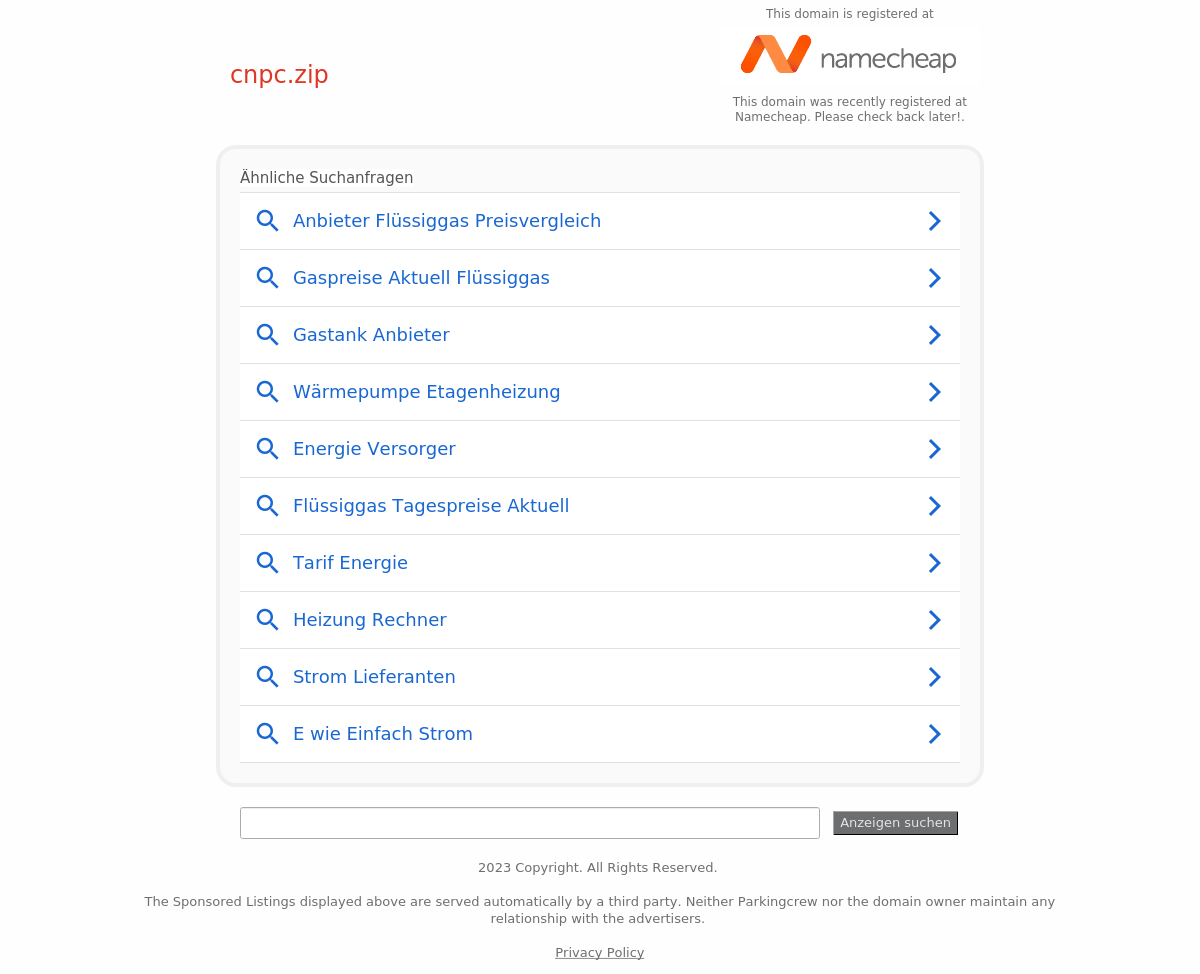 This domain is registered at
namecheap
cnpc.zip
This domain was recently registered at
Namecheap. Please check back later!.
Ähnliche Suchanfragen
Anbieter Flüssiggas Preisvergleich
Gaspreise Aktuell Flüssiggas
Gastank Anbieter
Wärmepumpe Etagenheizung
Energie Versorger
Flüssiggas Tagespreise Aktuell
Tarif Energie
Heizung Rechner
Strom Lieferanten
E wie Einfach Strom
Anzeigen suchen
2023 Copyright. All Rights Reserved.
The Sponsored Listings displayed above are served automatically by a third party. Neither Parkingcrew nor the domain owner maintain any
relationship with the advertisers.
Privacy Policy